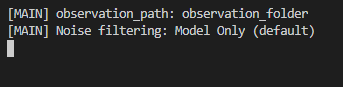 [MAIN] observation_path: observation_folder
[MAIN] Noise filtering: Model Only (default)